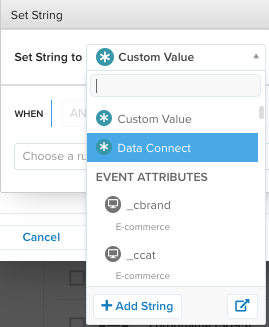 Set String
Set String to
Custom Value
WHEN
AN
Custom Value
Data Connect
Choose a ru
EVENT ATTRIBUTES
_cbrand
E-commerce
Cancel
_ccat
E-commerce
+ Add String